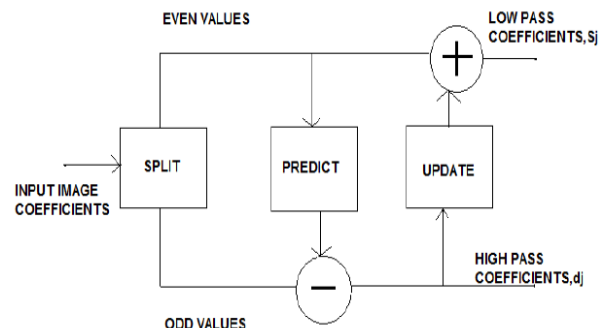 EVEN VALUES
LOW PASS
COEFFICIENTS,Sj
+
SPLIT
PREDICT
UPDATE
INPUT IMAGE
COEFFICIENTS
HIGH PASS
COEFFICIENTS,dj
−
ODD VALUES